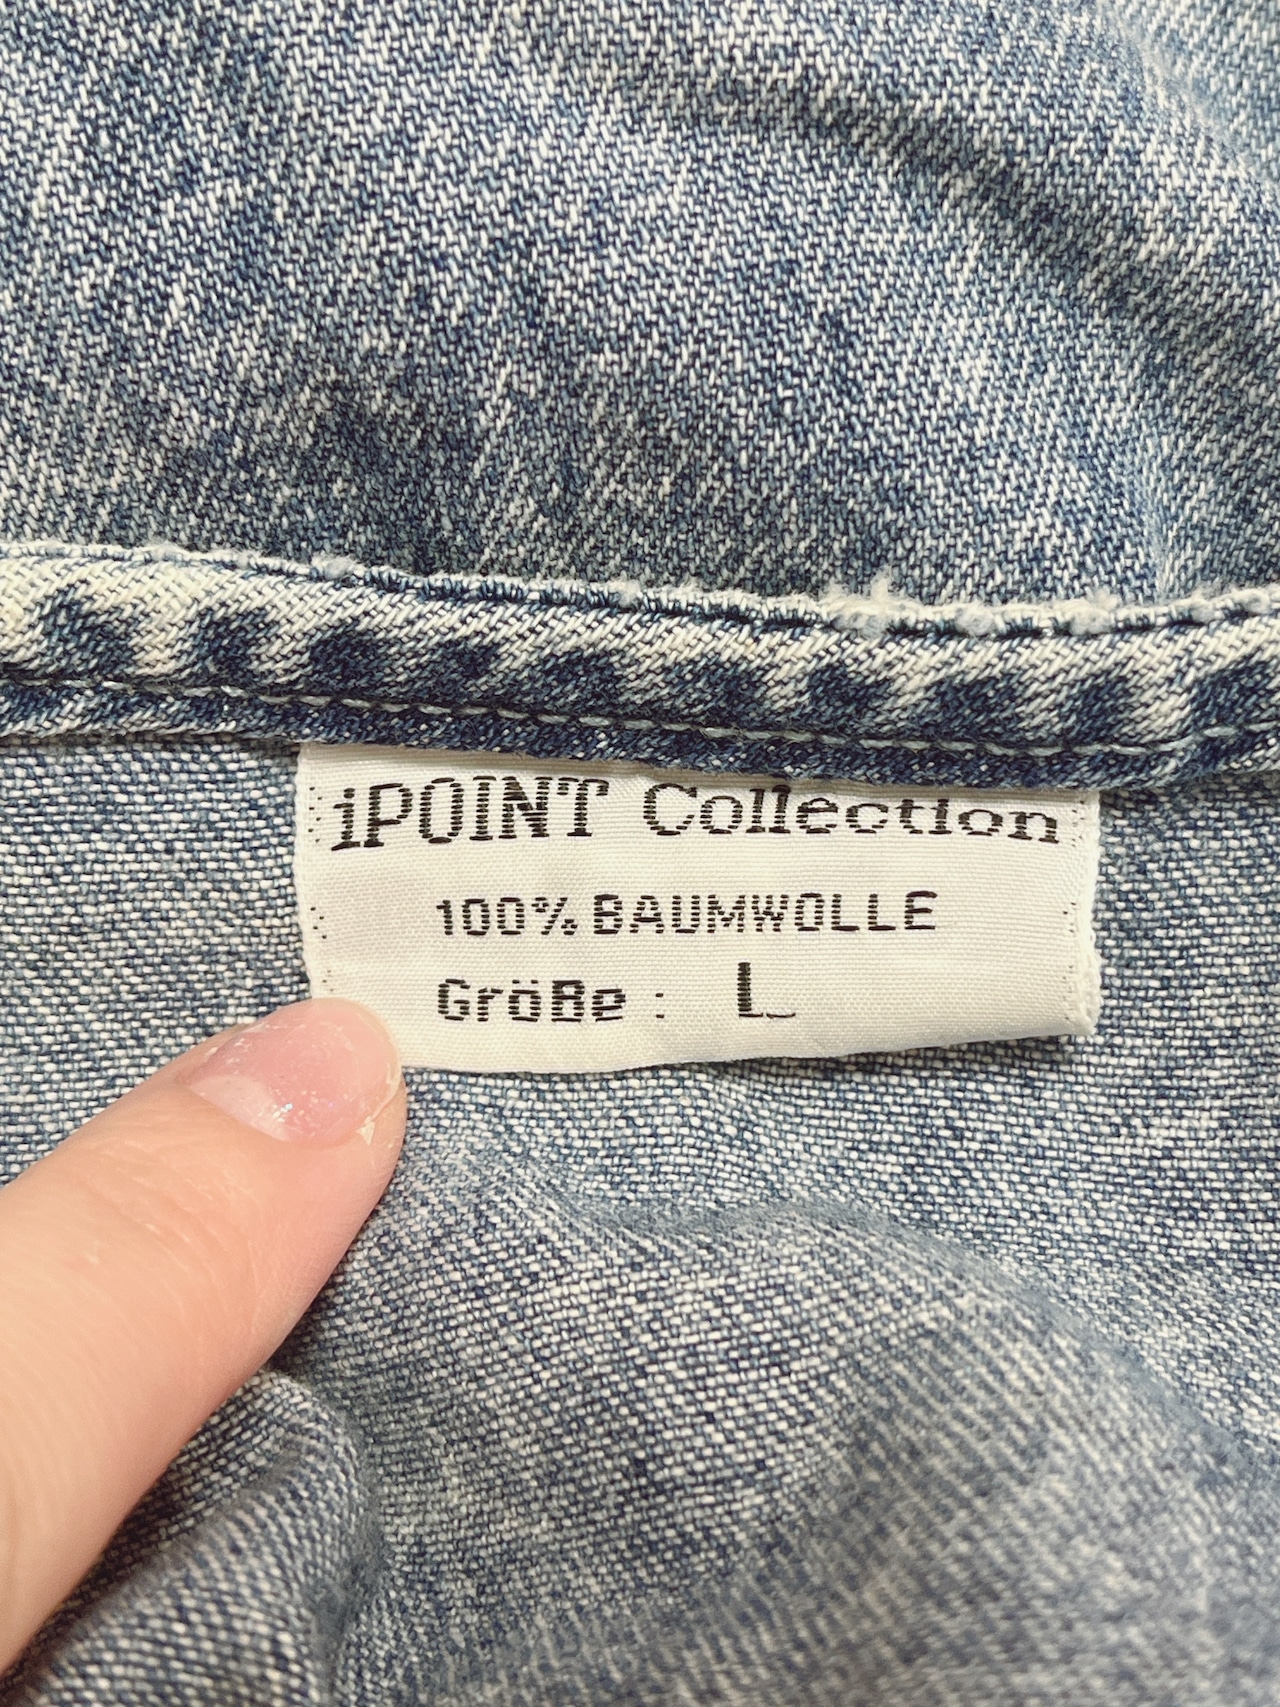 iPOINT Collection
100% BAUMWOLLE
Größe : L